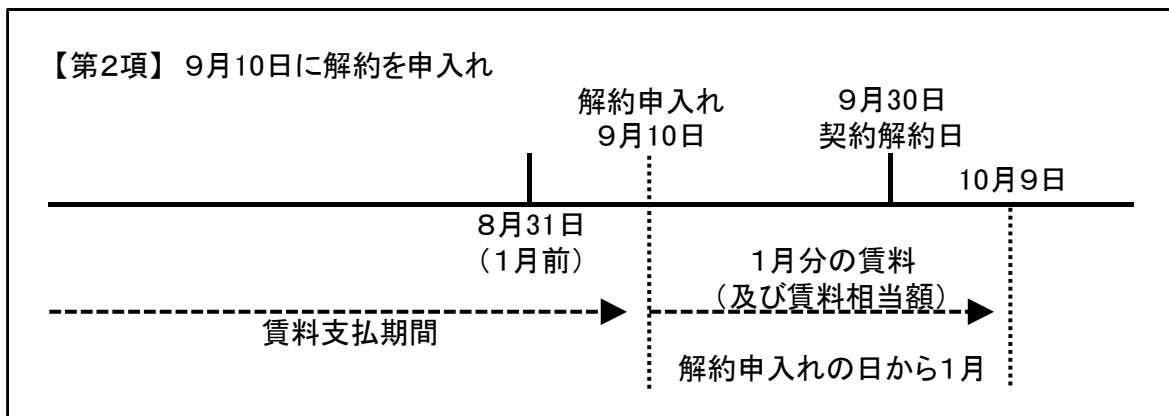 【第2項】 9月10日に解約を申入れ
解約申入れ
9月10日
9月30日
契約解約日
10月9日
8月31日
（1月前）
1月分の賃料
（及び賃料相当額）
賃料支払期間
解約申入れの日から1月